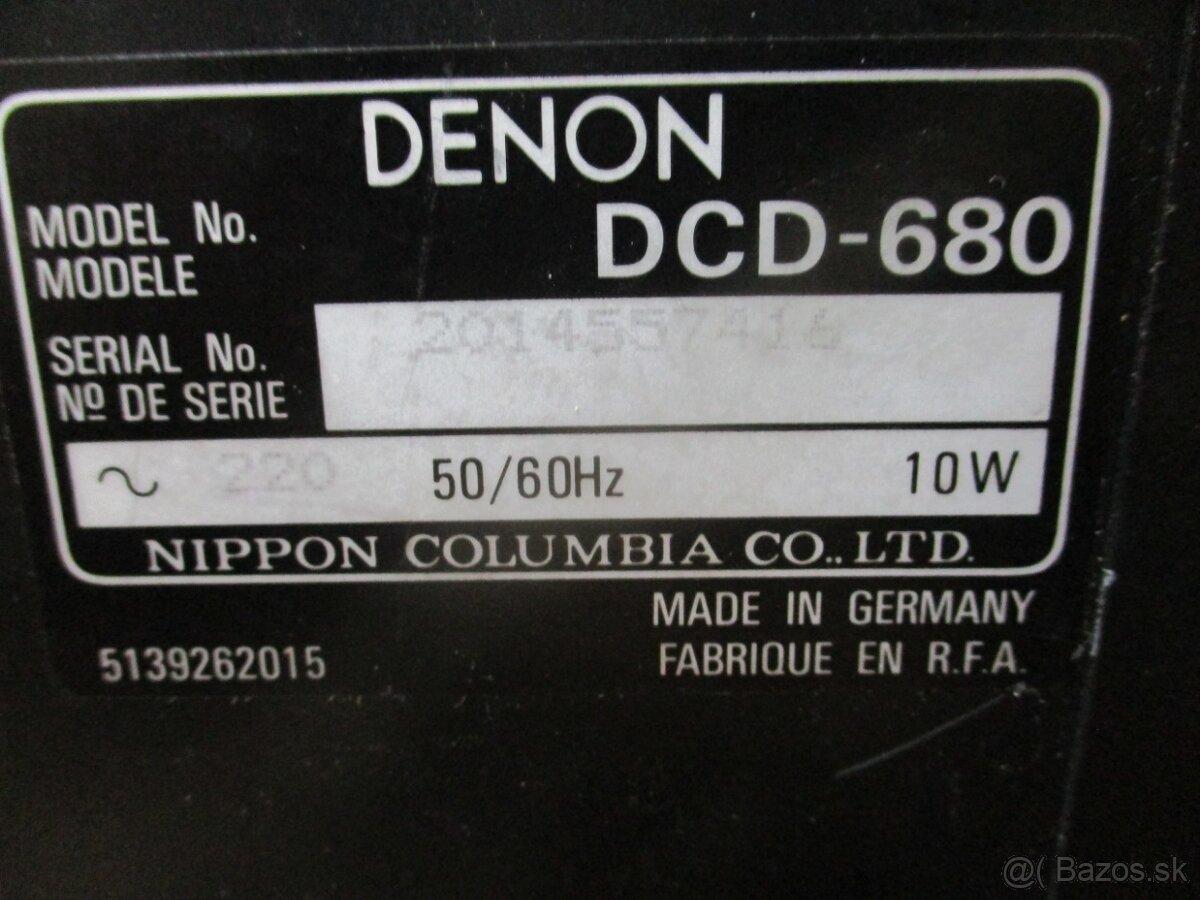 DENON
MODEL No. DCD-680
MODELE
SERIAL No. 2014557416
Nº DE SERIE
~ 220 50/60Hz 10W
NIPPON COLUMBIA CO., LTD.
MADE IN GERMANY
5139262015 FABRIQUE EN R.F.A.
@( Bazos.sk